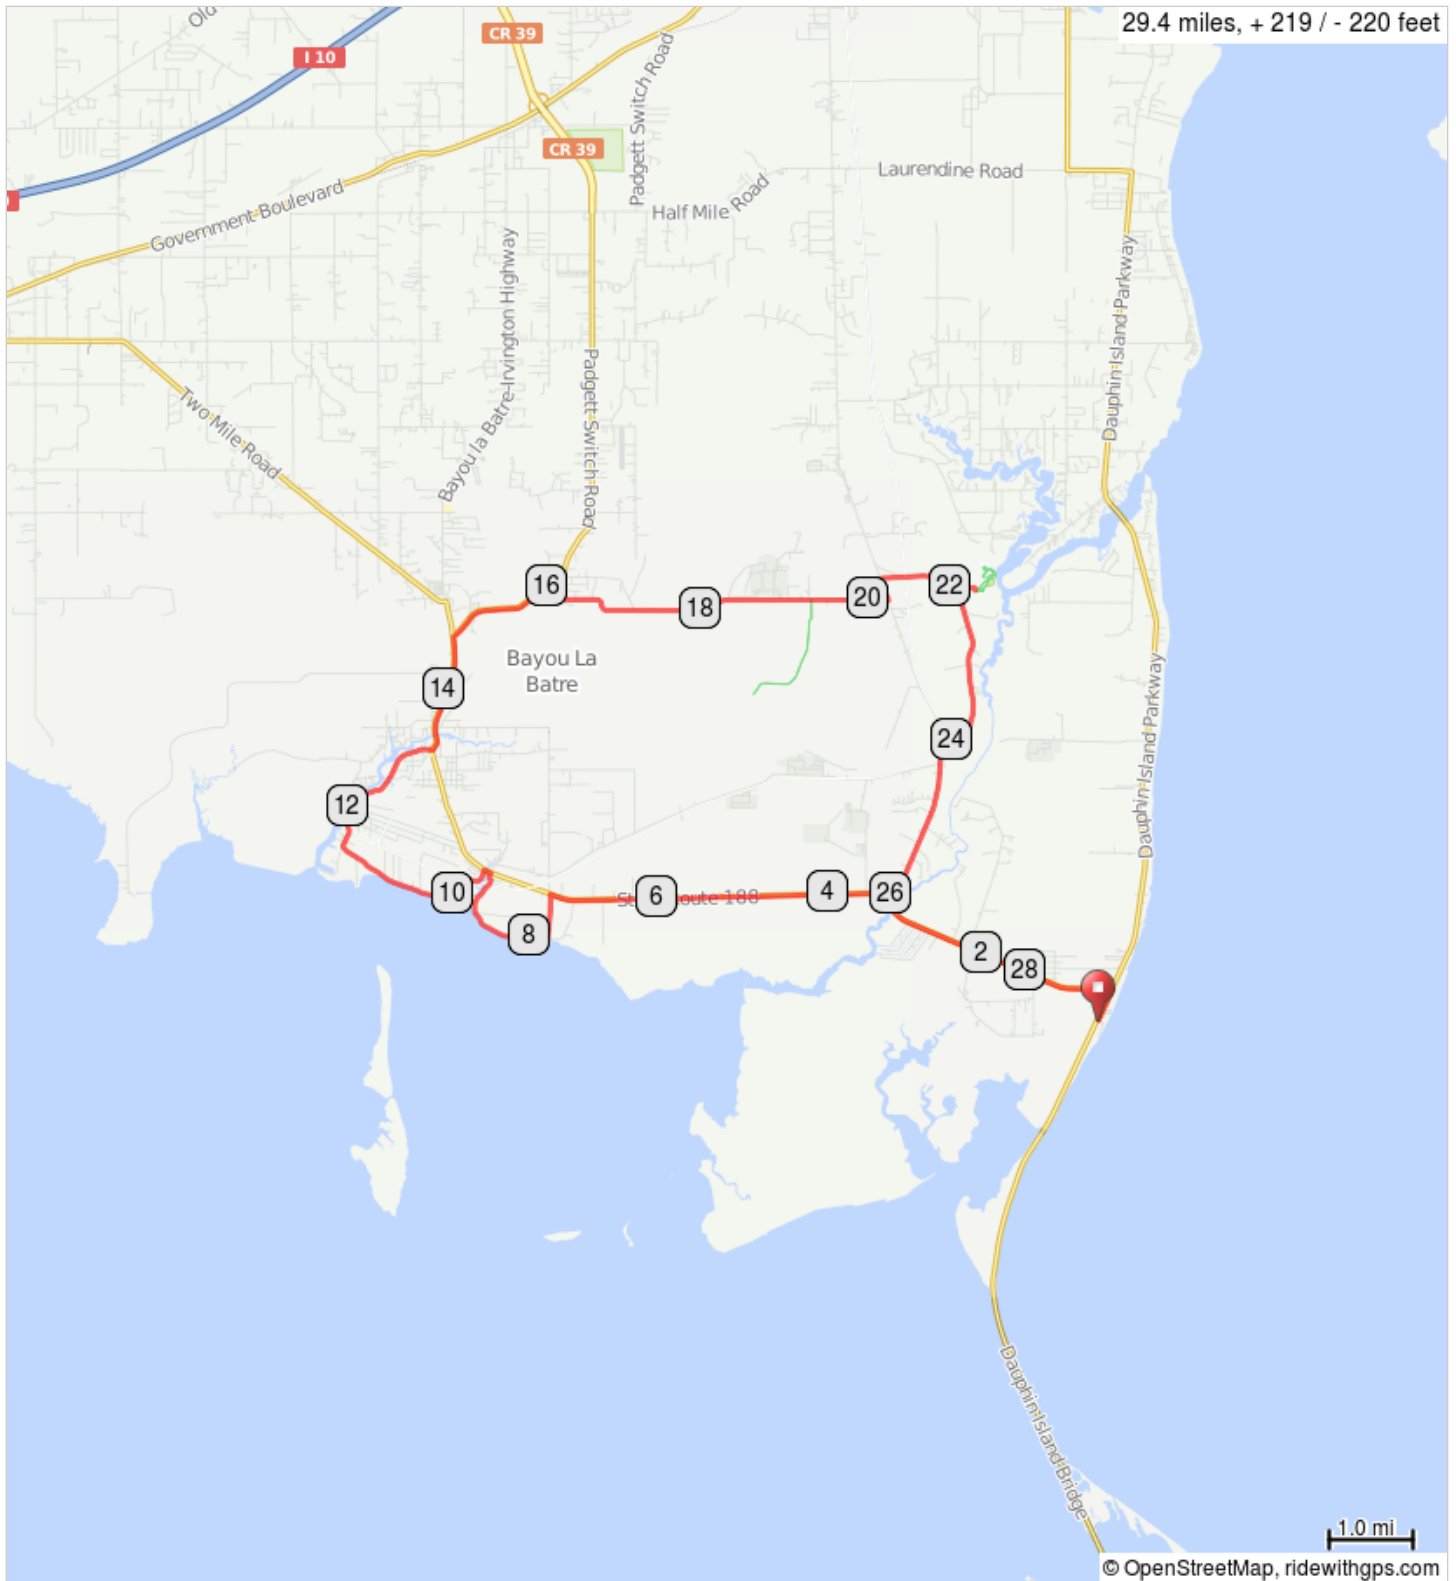 29.4 miles, + 219 / - 220 feet
Old
CR 39
I 10
CR 39
Padgett Switch Road
Laurendine Road
Half Mile Road
Government Boulevard
Bayou la Batre-Irvington Highway
Dauphin Island Parkway
Padgett Switch Road
Two Mile Road
16
22
20
18
Bayou La
Batre
14
24
Dauphin Island Parkway
12
10
6
4
26
State Route 188
8
2
28
Dauphin Island Bridge
1.0 mi
© OpenStreetMap, ridewithgps.com